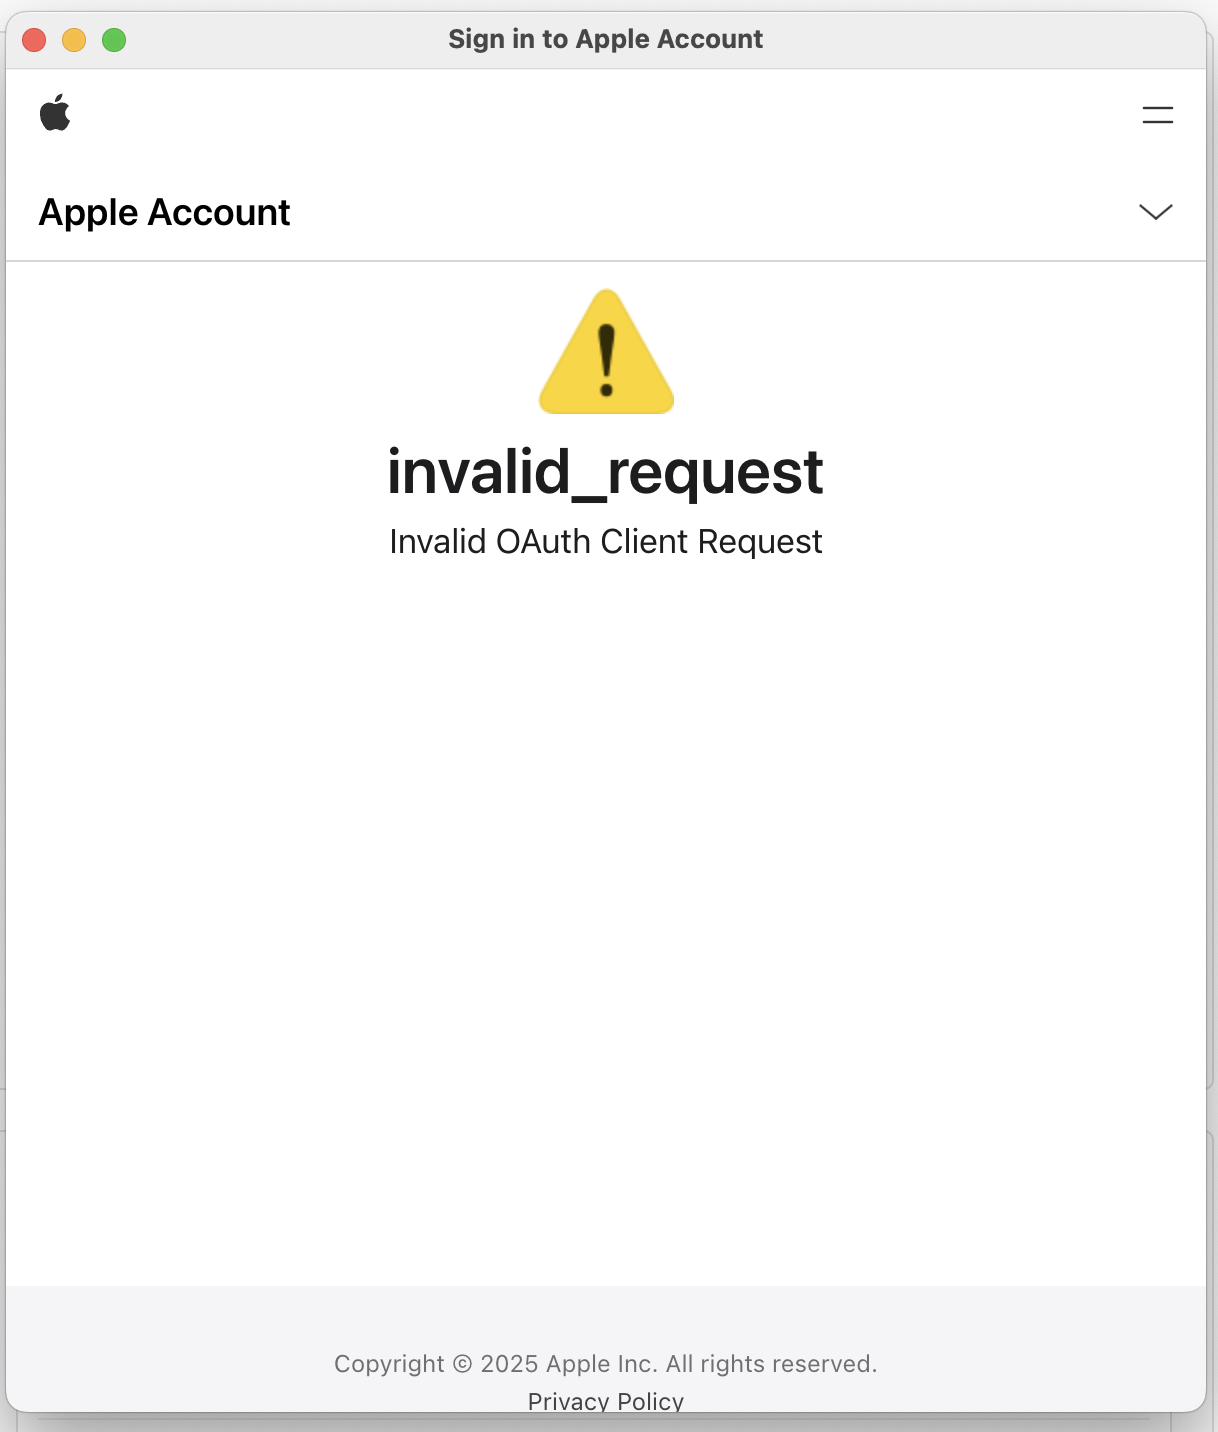 Sign in to Apple Account
Apple Account
invalid_request
Invalid OAuth Client Request
Copyright © 2025 Apple Inc. All rights reserved.
Privacy Policy